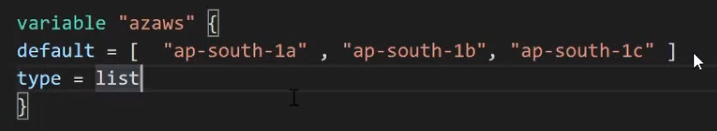 variable "azaws" {
default = [  "ap-south-1a" , "ap-south-1b", "ap-south-1c" ]
type = list
}